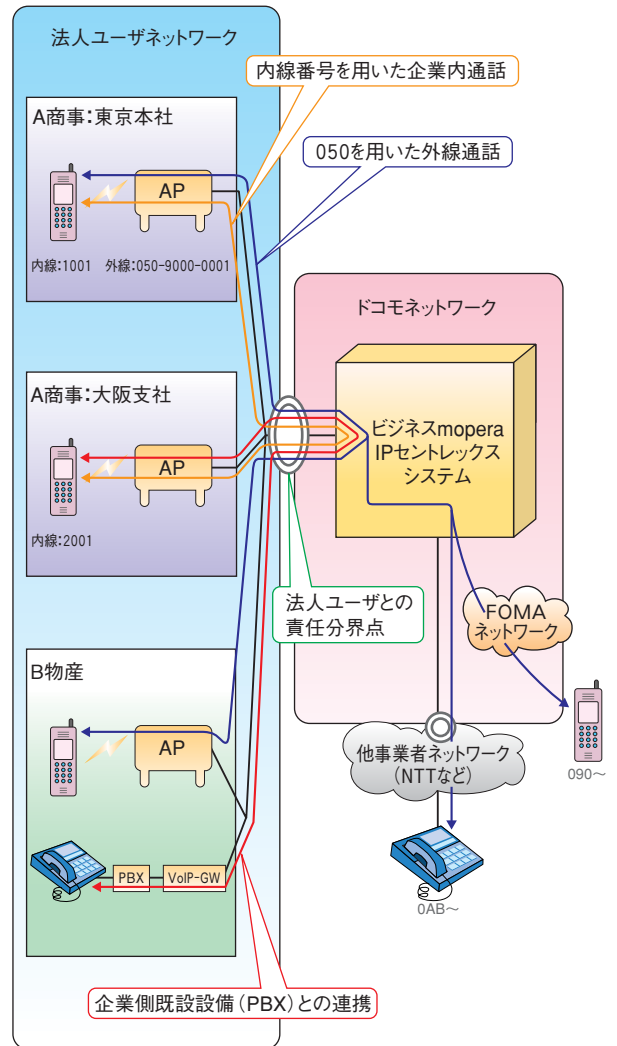 法人ユーザネットワーク
内線番号を用いた企業内通話
A商事:東京本社
050を用いた外線通話
AP
内線:1001 外線:050-9000-0001
ドコモネットワーク
A商事:大阪支社
ビジネスmopera
IPセントレックス
システム
AP
内線:2001
法人ユーザとの
責任分界点
FOMA
ネットワーク
B物産
AP
他事業者ネットワーク
(NTTなど)
090~
PBX
VoIP-GW
0AB~
企業側既設設備(PBX)との連携